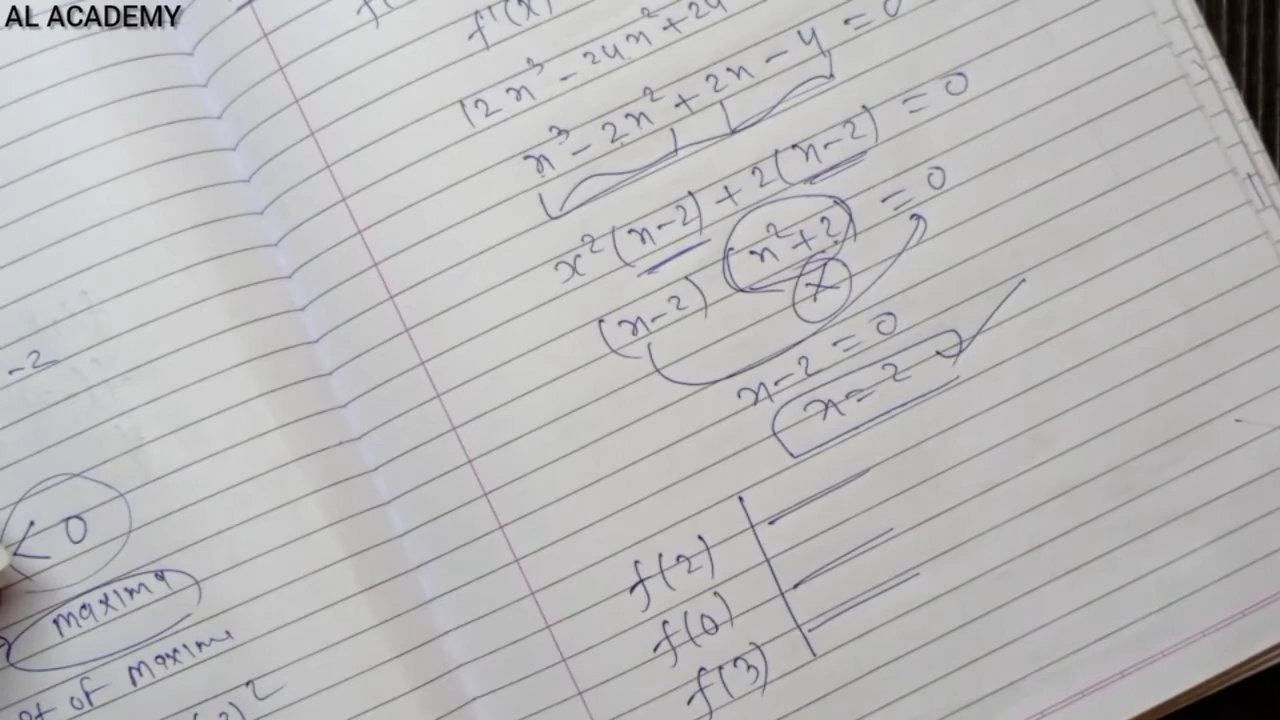 AL ACADEMY
f'(x)
12x³ - 24x² + 24
x³ - 2x² + 2x - 4 = 0
x²(x-2) + 2(x-2) = 0
(x-2) (x²+2) = 0
x
x-2 = 0
x = 2
f(2)
f(0)
f(3)
-2
< 0
maxima
of maxim